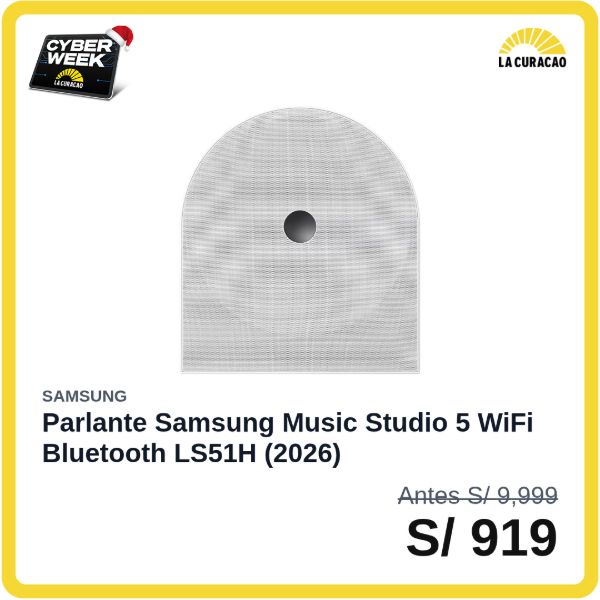 CYBER
WEEK
LA CURACAO
LA CURACAO
SAMSUNG
Parlante Samsung Music Studio 5 WiFi
Bluetooth LS51H (2026)
Antes S/ 9,999
S/ 919